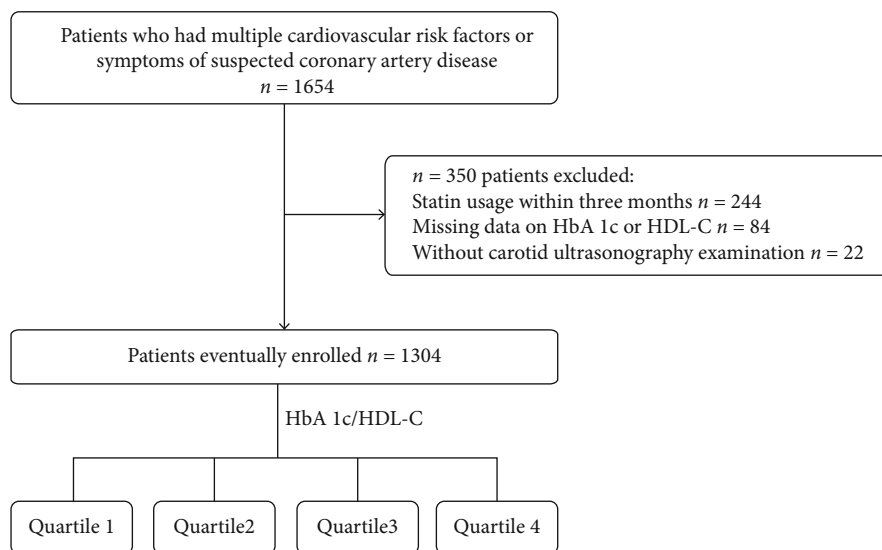 Patients who had multiple cardiovascular risk factors or
symptoms of suspected coronary artery disease
n = 1654
n = 350 patients excluded:
Statin usage within three months n = 244
Missing data on HbA 1c or HDL-C n = 84
Without carotid ultrasonography examination n = 22
Patients eventually enrolled n = 1304
HbA 1c/HDL-C
Quartile 1
Quartile2
Quartile3
Quartile 4